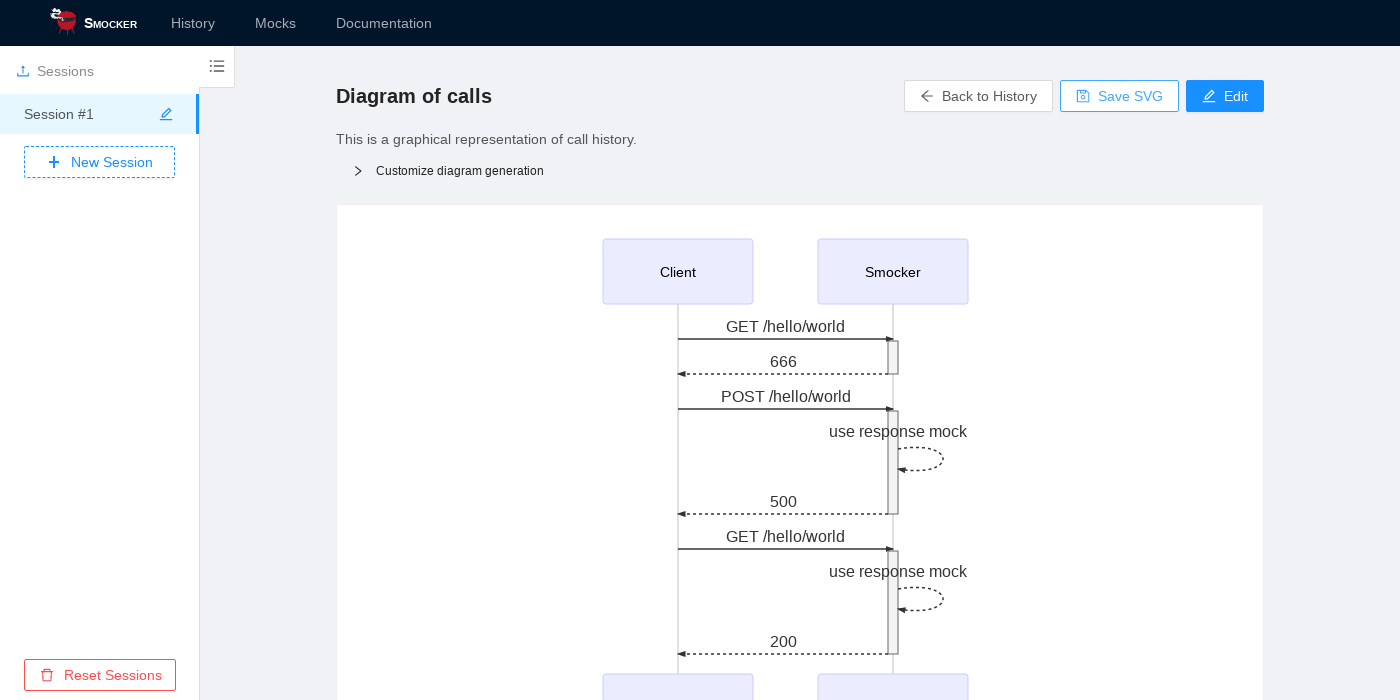 Smocker History Mocks Documentation
Sessions
Session #1
New Session
Reset Sessions
Diagram of calls
Back to History Save SVG Edit
This is a graphical representation of call history.
Customize diagram generation
Client Smocker
GET /hello/world
666
POST /hello/world
use response mock
500
GET /hello/world
use response mock
200